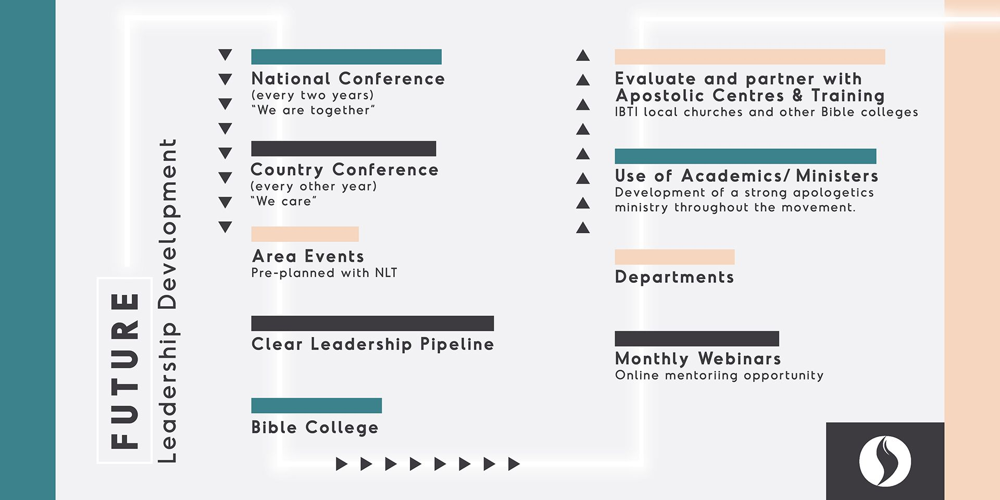 FUTURE
Leadership Development
National Conference
(every two years)
"We are together"
Country Conference
(every other year)
"We care"
Area Events
Pre-planned with NLT
Clear Leadership Pipeline
Bible College
Evaluate and partner with
Apostolic Centres & Training
IBTI local churches and other Bible colleges
Use of Academics/ Ministers
Development of a strong apologetics
ministry throughout the movement.
Departments
Monthly Webinars
Online mentoriing opportunity